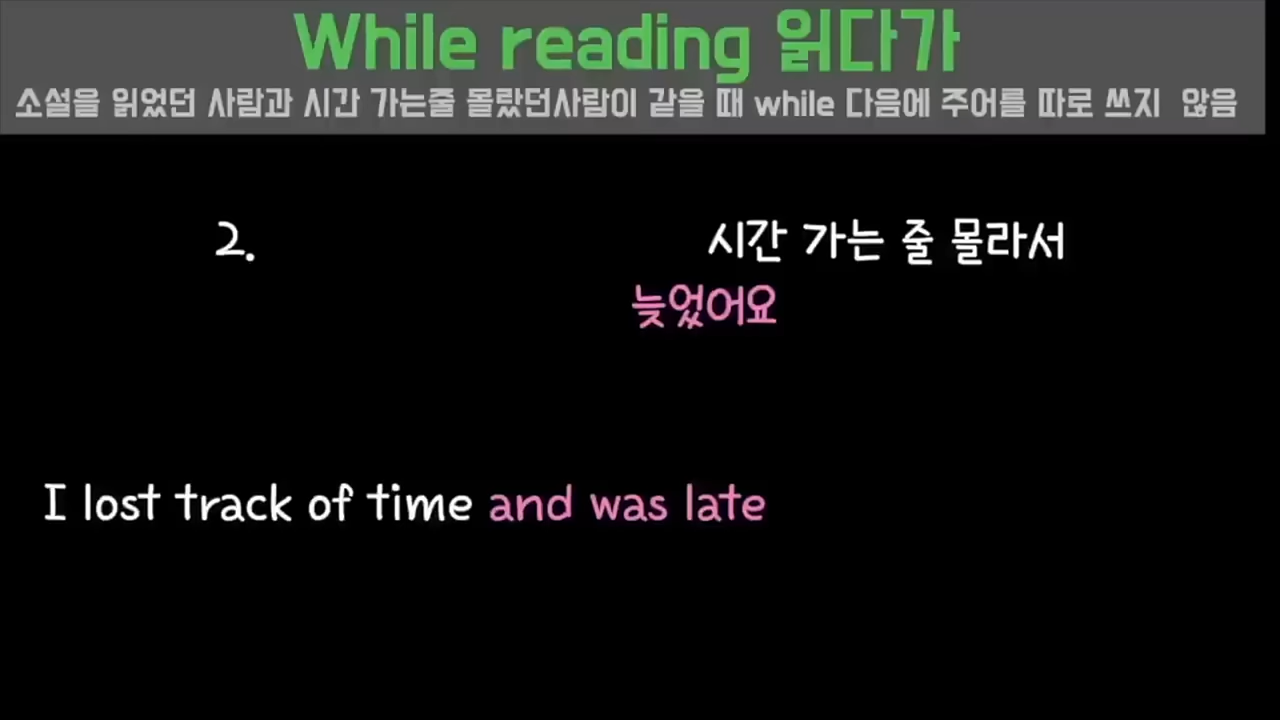 While reading 읽다가
소설을 읽었던 사람과 시간 가는줄 몰랐던사람이 같을 때 while 다음에 주어를 따로 쓰지 않음
2. 시간 가는 줄 몰라서
늦었어요
I lost track of time and was late